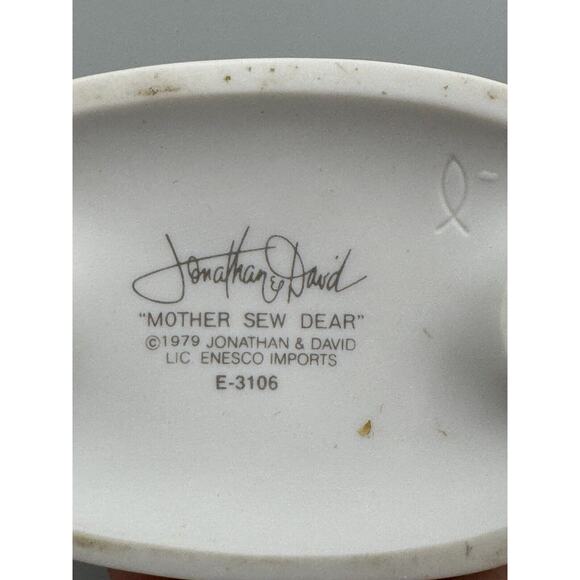 Jonathan & David
"MOTHER SEW DEAR"
©1979 JONATHAN & DAVID
LIC. ENESCO IMPORTS
E-3106